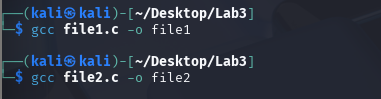 ┌──(kali㉿kali)-[~/Desktop/Lab3]
└─$ gcc file1.c -o file1
┌──(kali㉿kali)-[~/Desktop/Lab3]
└─$ gcc file2.c -o file2